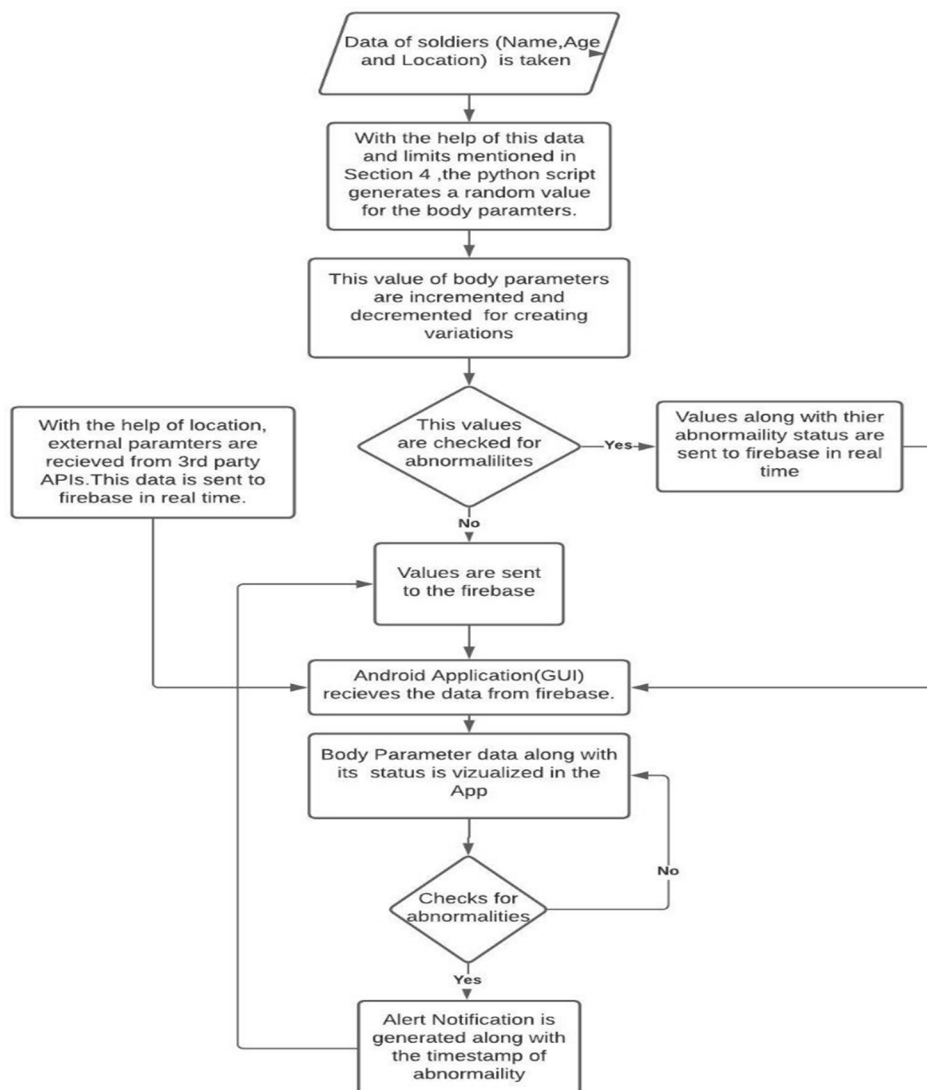 Data of soldiers (Name,Age
and Location) is taken
With the help of this data
and limits mentioned in
Section 4 ,the python script
generates a random value
for the body paramters.
This value of body parameters
are incremented and
decremented for creating
variations
This values
are checked for
abnormalilites
Yes
Values along with thier
abnormaility status are
sent to firebase in real
time
With the help of location,
external paramters are
recieved from 3rd party
APIs.This data is sent to
firebase in real time.
No
Values are sent
to the firebase
Android Application(GUI)
recieves the data from firebase.
Body Parameter data along with
its status is vizualized in the
App
No
Checks for
abnormalities
Yes
Alert Notification is
generated along with
the timestamp of
abnormaility